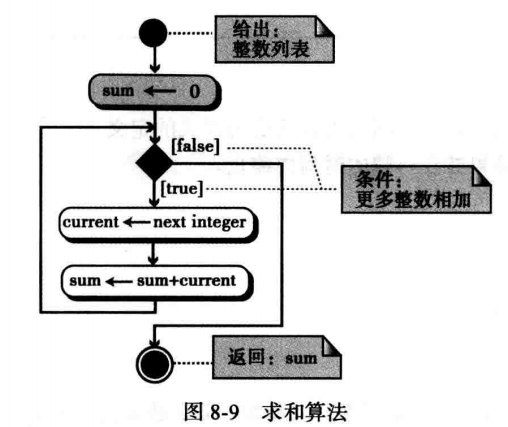 给出：
整数列表
sum ← 0
[false]
[true]
条件：
更多整数相加
current ← next integer
sum ← sum+current
返回：sum
图 8-9 求和算法